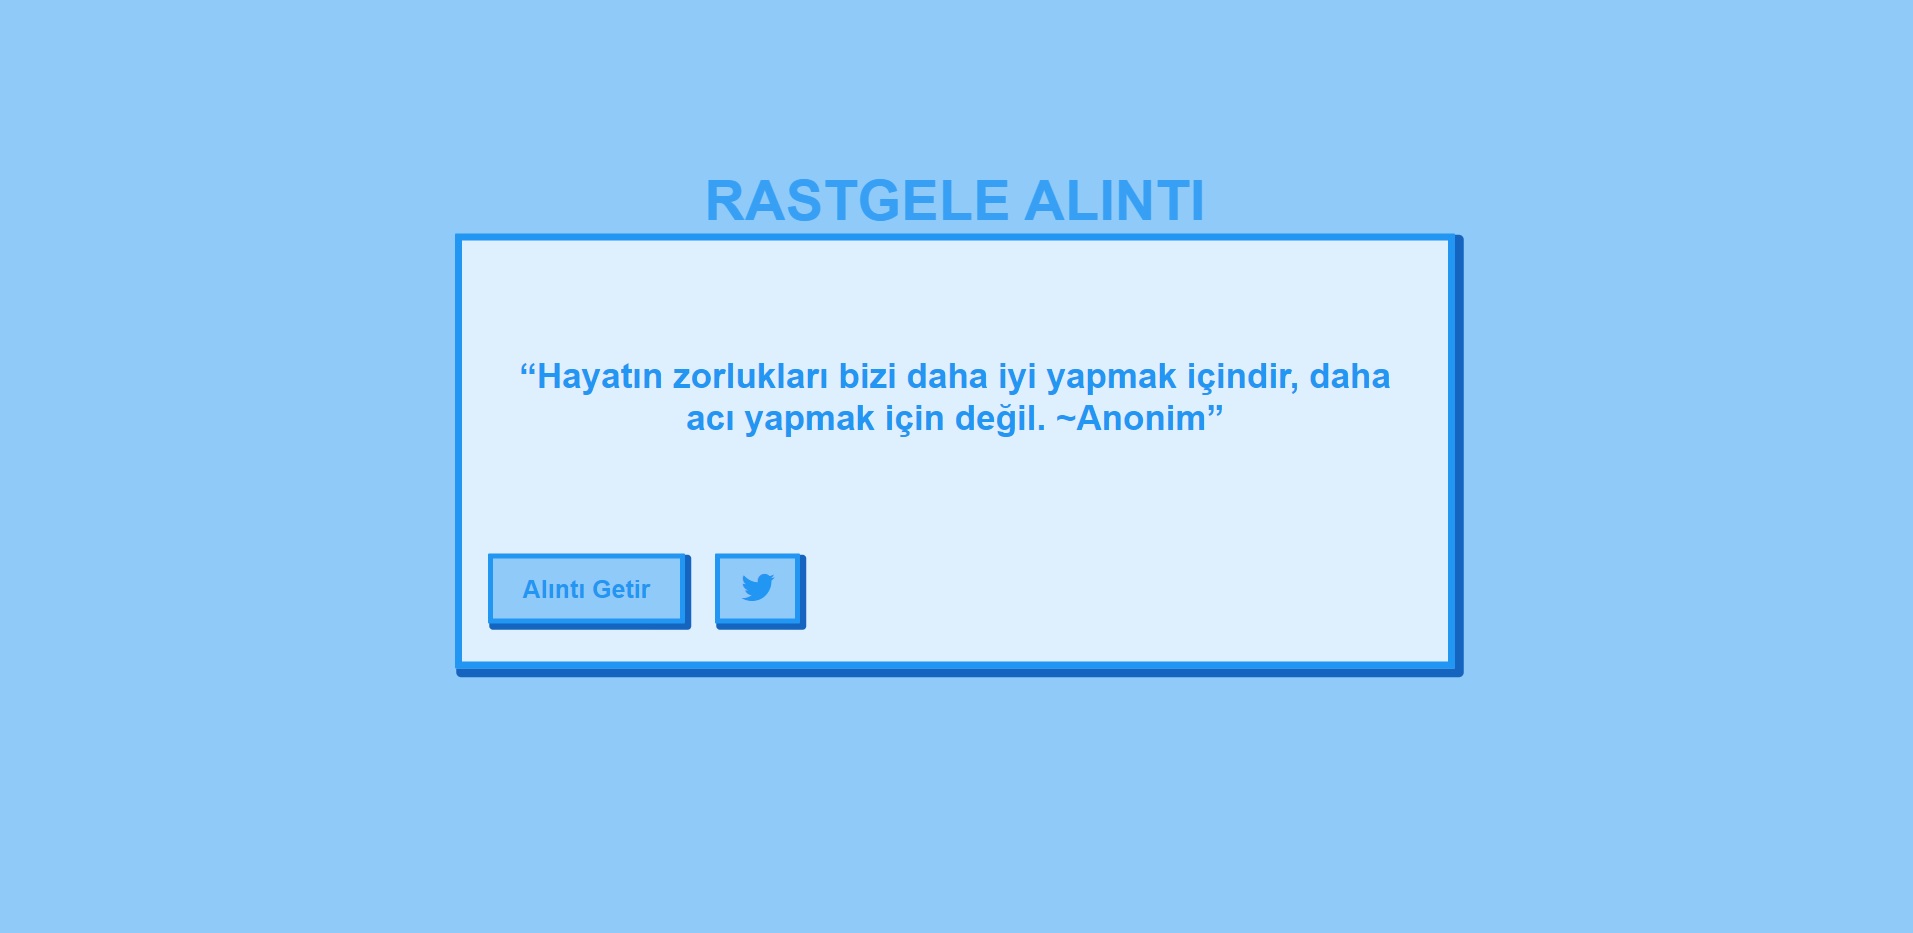 RASTGELE ALINTI
“Hayatın zorlukları bizi daha iyi yapmak içindir, daha
acı yapmak için değil. ~Anonim”
Alıntı Getir